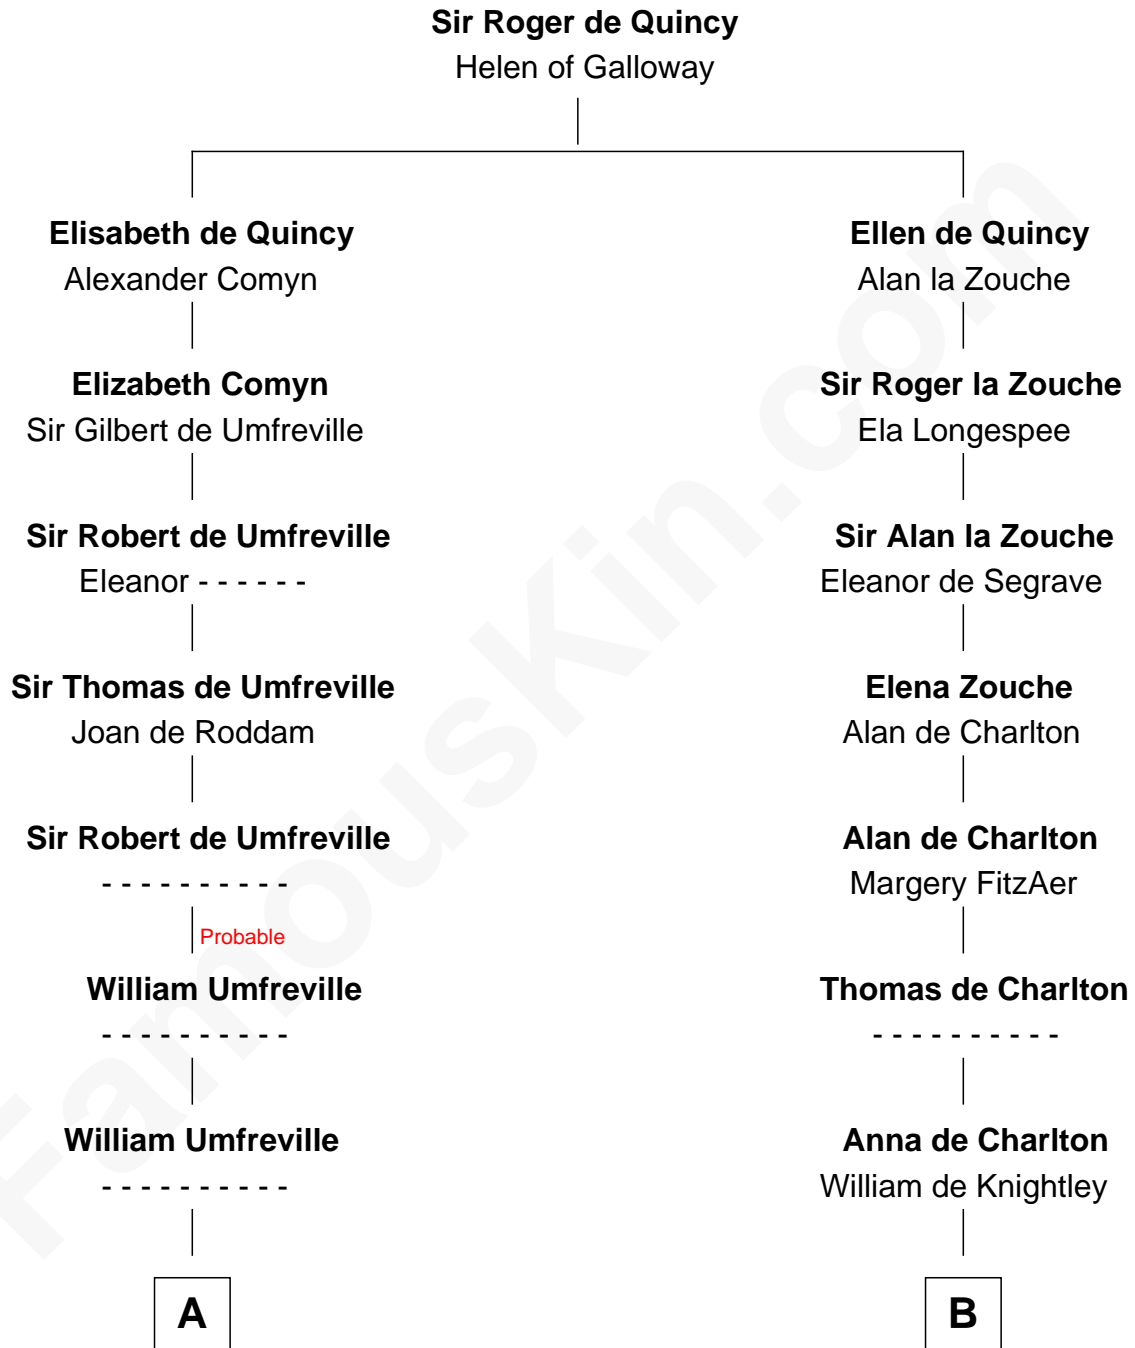 Sir Roger de Quincy
Helen of Galloway
Elisabeth de Quincy
Alexander Comyn
Elizabeth Comyn
Sir Gilbert de Umfreville
Sir Robert de Umfreville
Eleanor - - - - - -
Sir Thomas de Umfreville
Joan de Roddam
Sir Robert de Umfreville
- - - - - - - - - -
Probable
William Umfreville
- - - - - - - - - -
William Umfreville
- - - - - - - - - -
A
Ellen de Quincy
Alan la Zouche
Sir Roger la Zouche
Ela Longespee
Sir Alan la Zouche
Eleanor de Segrave
Elena Zouche
Alan de Charlton
Alan de Charlton
Margery FitzAer
Thomas de Charlton
- - - - - - - - - -
Anna de Charlton
William de Knightley
B
FamousKin.com